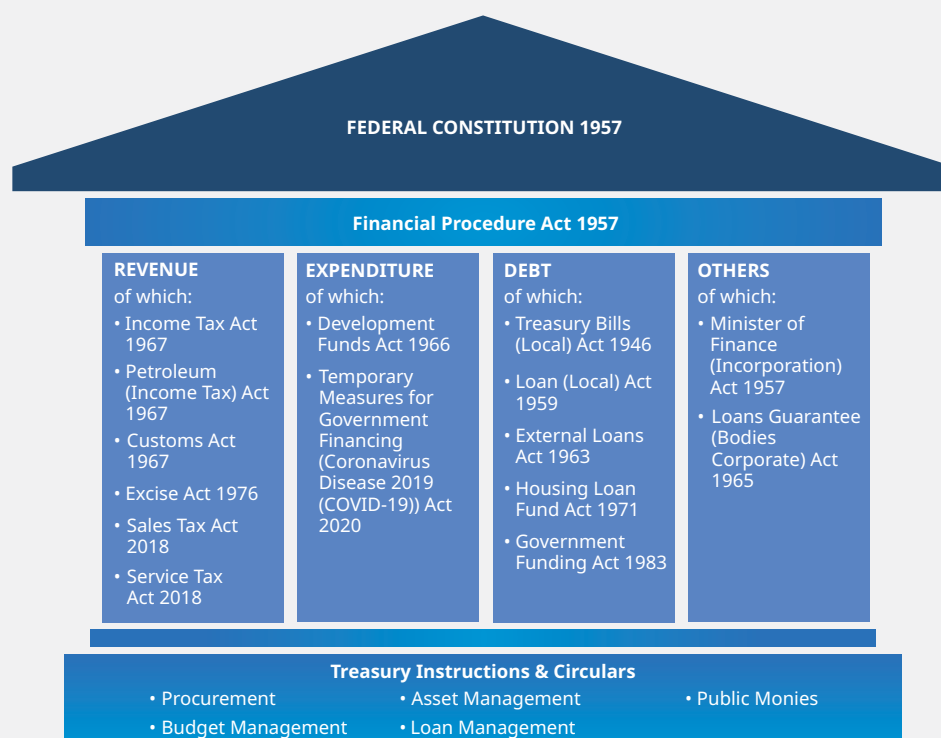 FEDERAL CONSTITUTION 1957
Financial Procedure Act 1957
REVENUE
of which:
• Income Tax Act
1967
• Petroleum
(Income Tax) Act
1967
• Customs Act
1967
• Excise Act 1976
• Sales Tax Act
2018
• Service Tax
Act 2018
EXPENDITURE
of which:
• Development
Funds Act 1966
• Temporary
Measures for
Government
Financing
(Coronavirus
Disease 2019
(COVID-19)) Act
2020
DEBT
of which:
• Treasury Bills
(Local) Act 1946
• Loan (Local) Act
1959
• External Loans
Act 1963
• Housing Loan
Fund Act 1971
• Government
Funding Act 1983
OTHERS
of which:
• Minister of
Finance
(Incorporation)
Act 1957
• Loans Guarantee
(Bodies
Corporate) Act
1965
Treasury Instructions & Circulars
• Procurement
• Budget Management
• Asset Management
• Loan Management
• Public Monies